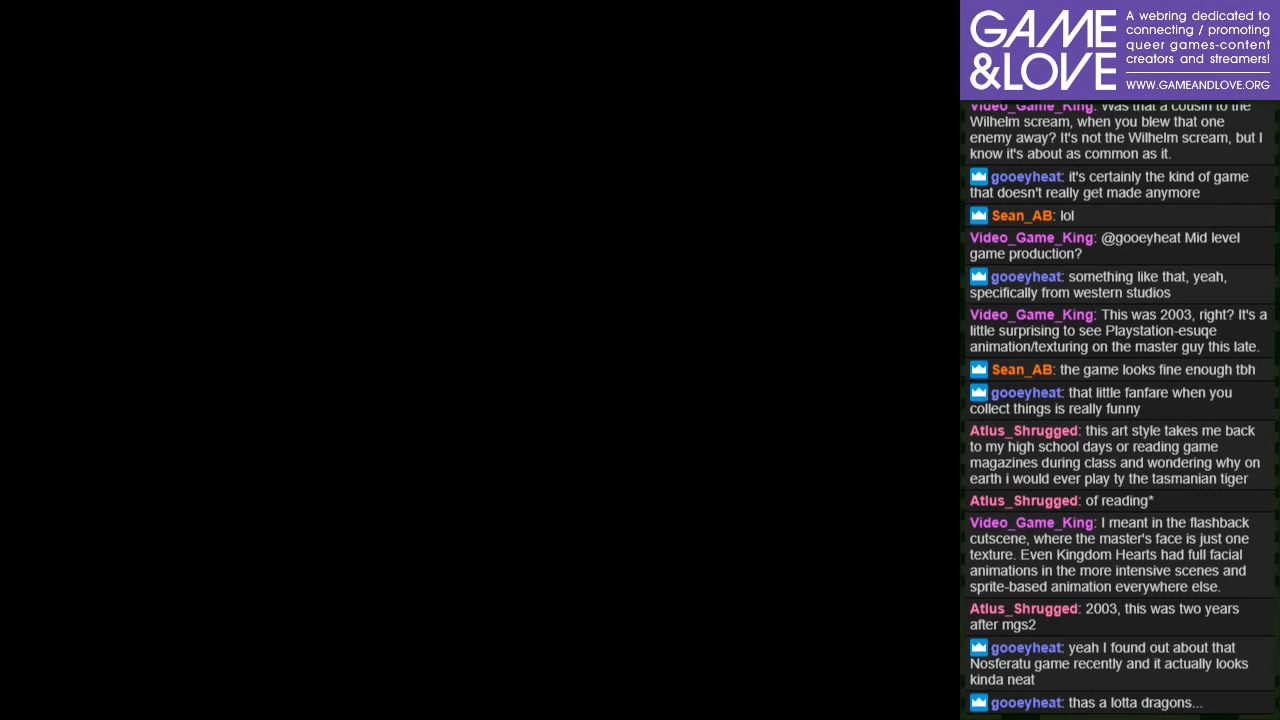 GAME
&LOVE
A webring dedicated to
connecting / promoting
queer games-content
creators and streamers!
WWW.GAMEANDLOVE.ORG
Video_Game_King: Was that a cousin to the
Wilhelm scream, when you blew that one
enemy away? It's not the Wilhelm scream, but I
know it's about as common as it.
gooeyheat: it's certainly the kind of game
that doesn't really get made anymore
Sean_AB: lol
Video_Game_King: @gooeyheat Mid level
game production?
gooeyheat: something like that, yeah,
specifically from western studios
Video_Game_King: This was 2003, right? It's a
little surprising to see Playstation-esuqe
animation/texturing on the master guy this late.
Sean_AB: the game looks fine enough tbh
gooeyheat: that little fanfare when you
collect things is really funny
Atlus_Shrugged: this art style takes me back
to my high school days or reading game
magazines during class and wondering why on
earth i would ever play ty the tasmanian tiger
Atlus_Shrugged: of reading*
Video_Game_King: I meant in the flashback
cutscene, where the master's face is just one
texture. Even Kingdom Hearts had full facial
animations in the more intensive scenes and
sprite-based animation everywhere else.
Atlus_Shrugged: 2003, this was two years
after mgs2
gooeyheat: yeah I found out about that
Nosferatu game recently and it actually looks
kinda neat
gooeyheat: thas a lotta dragons...